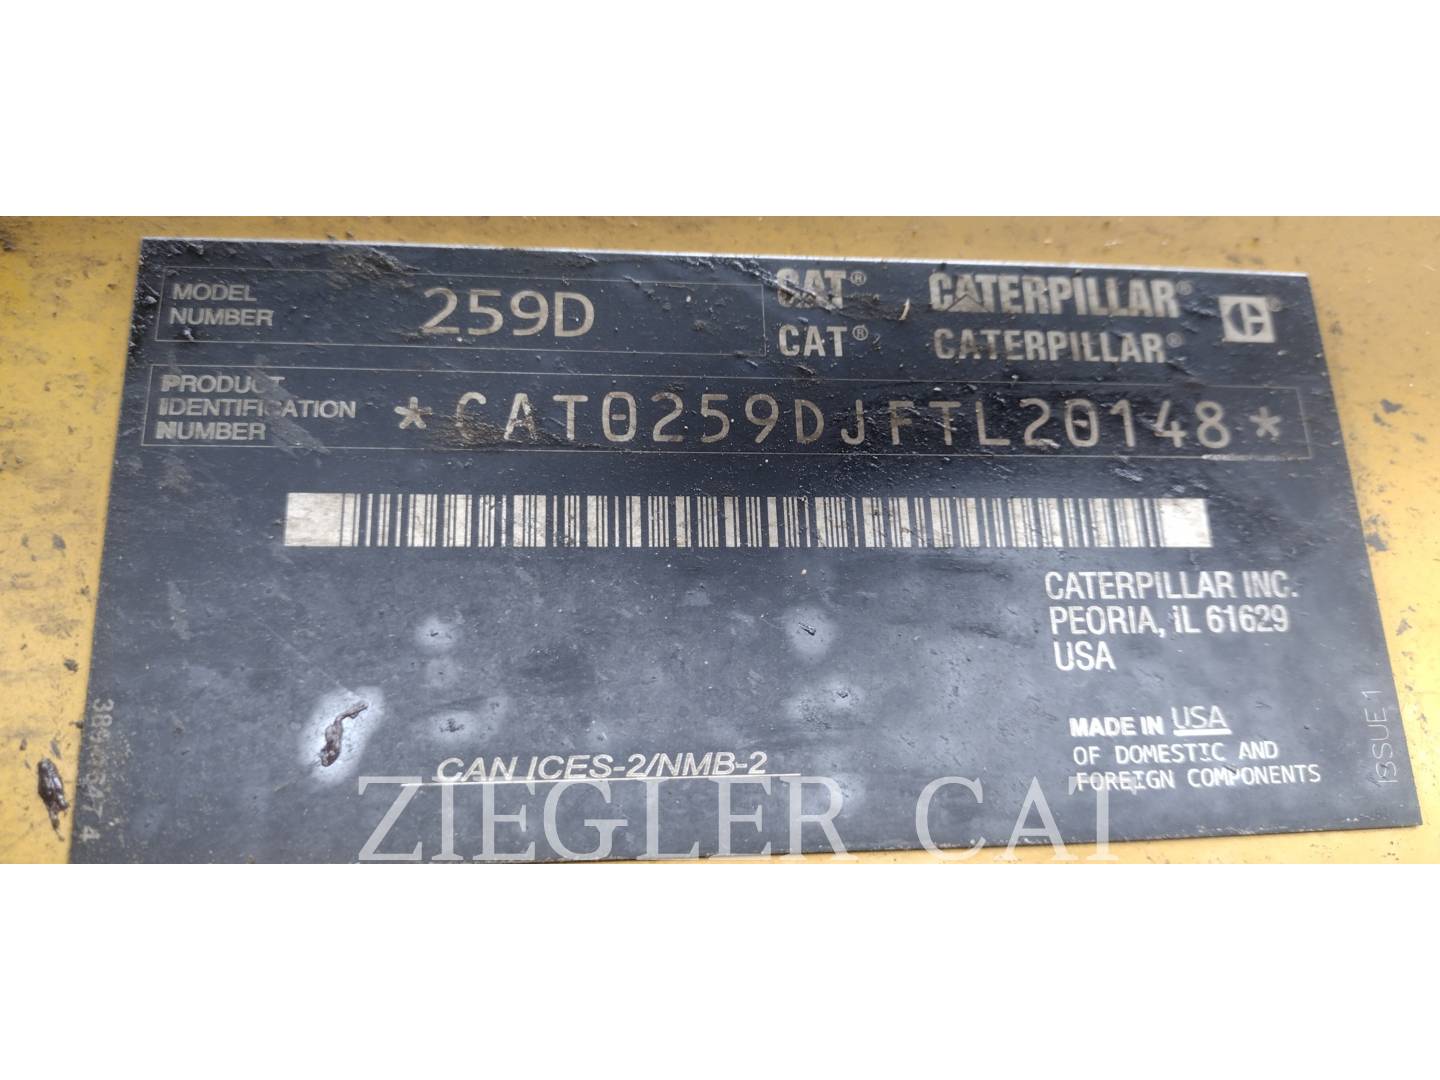 MODEL NUMBER 259D
CAT® CATERPILLAR®
CAT® CATERPILLAR®
PRODUCT IDENTIFICATION NUMBER *CAT0259DJFTL20148*
CATERPILLAR INC.
PEORIA, IL 61629
USA
MADE IN USA
OF DOMESTIC AND
FOREIGN COMPONENTS
ISSUE 1
CAN ICES-2/NMB-2
ZIEGLER CAT